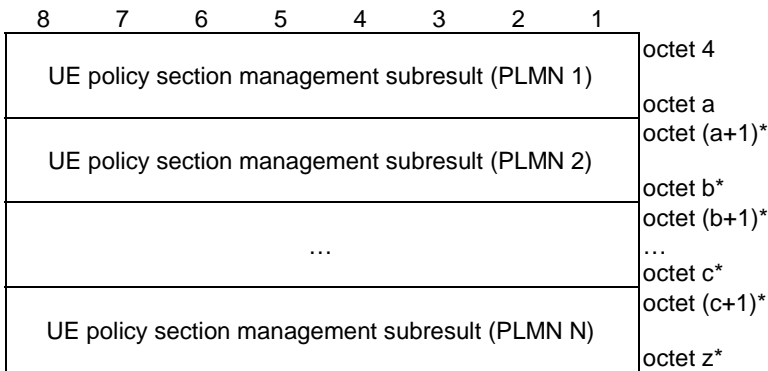 8 7 6 5 4 3 2 1
octet 4
UE policy section management subresult (PLMN 1)
octet a
octet (a+1)*
UE policy section management subresult (PLMN 2)
octet b*
octet (b+1)*
… …
octet c*
octet (c+1)*
UE policy section management subresult (PLMN N)
octet z*